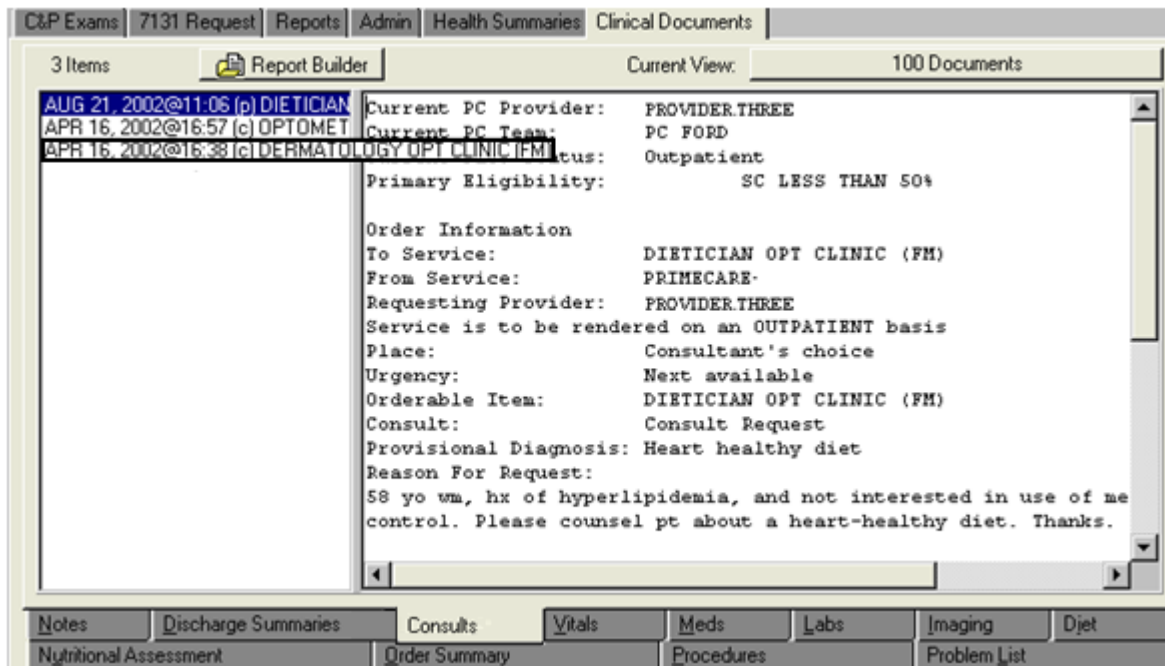 C&P Exams 7131 Request Reports Admin Health Summaries Clinical Documents
3 Items Report Builder Current View: 100 Documents
AUG 21, 2002@11:06 (p) DIETICIAN
APR 16, 2002@16:57 (c) OPTOMET
APR 16, 2002@16:38 (c) DERMATOLOGY OPT CLINIC (FM)
Current PC Provider: PROVIDER.THREE
Current PC Team: PC FORD
tus: Outpatient
Primary Eligibility: SC LESS THAN 50%
Order Information
To Service: DIETICIAN OPT CLINIC (FM)
From Service: PRIMECARE-
Requesting Provider: PROVIDER.THREE
Service is to be rendered on an OUTPATIENT basis
Place: Consultant's choice
Urgency: Next available
Orderable Item: DIETICIAN OPT CLINIC (FM)
Consult: Consult Request
Provisional Diagnosis: Heart healthy diet
Reason For Request:
58 yo wm, hx of hyperlipidemia, and not interested in use of me
control. Please counsel pt about a heart-healthy diet. Thanks.
Notes Discharge Summaries Consults Vitals Meds Labs Imaging Diet
Nutritional Assessment Order Summary Procedures Problem List